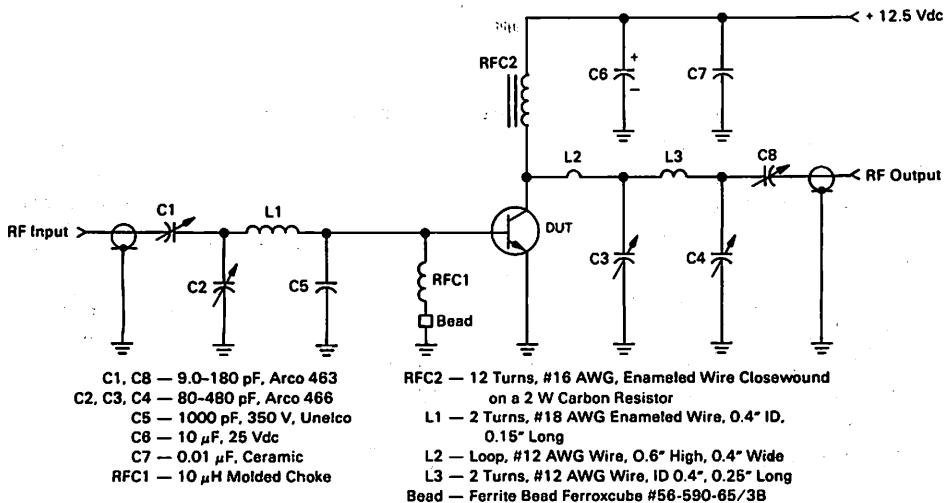 + 12.5 Vdc
RFC2
C6
+
–
C7
L2
L3
C8
RF Output
C1
L1
RF Input
DUT
C2
C5
RFC1
C3
C4
Bead
C1, C8 — 9.0-180 pF, Arco 463
C2, C3, C4 — 80-480 pF, Arco 466
C5 — 1000 pF, 350 V, Unelco
C6 — 10 μF, 25 Vdc
C7 — 0.01 μF, Ceramic
RFC1 — 10 μH Molded Choke
RFC2 — 12 Turns, #16 AWG, Enameled Wire Closewound
on a 2 W Carbon Resistor
L1 — 2 Turns, #18 AWG Enameled Wire, 0.4" ID,
0.15" Long
L2 — Loop, #12 AWG Wire, 0.6" High, 0.4" Wide
L3 — 2 Turns, #12 AWG Wire, ID 0.4", 0.25" Long
Bead — Ferrite Bead Ferroxcube #56-590-65/3B